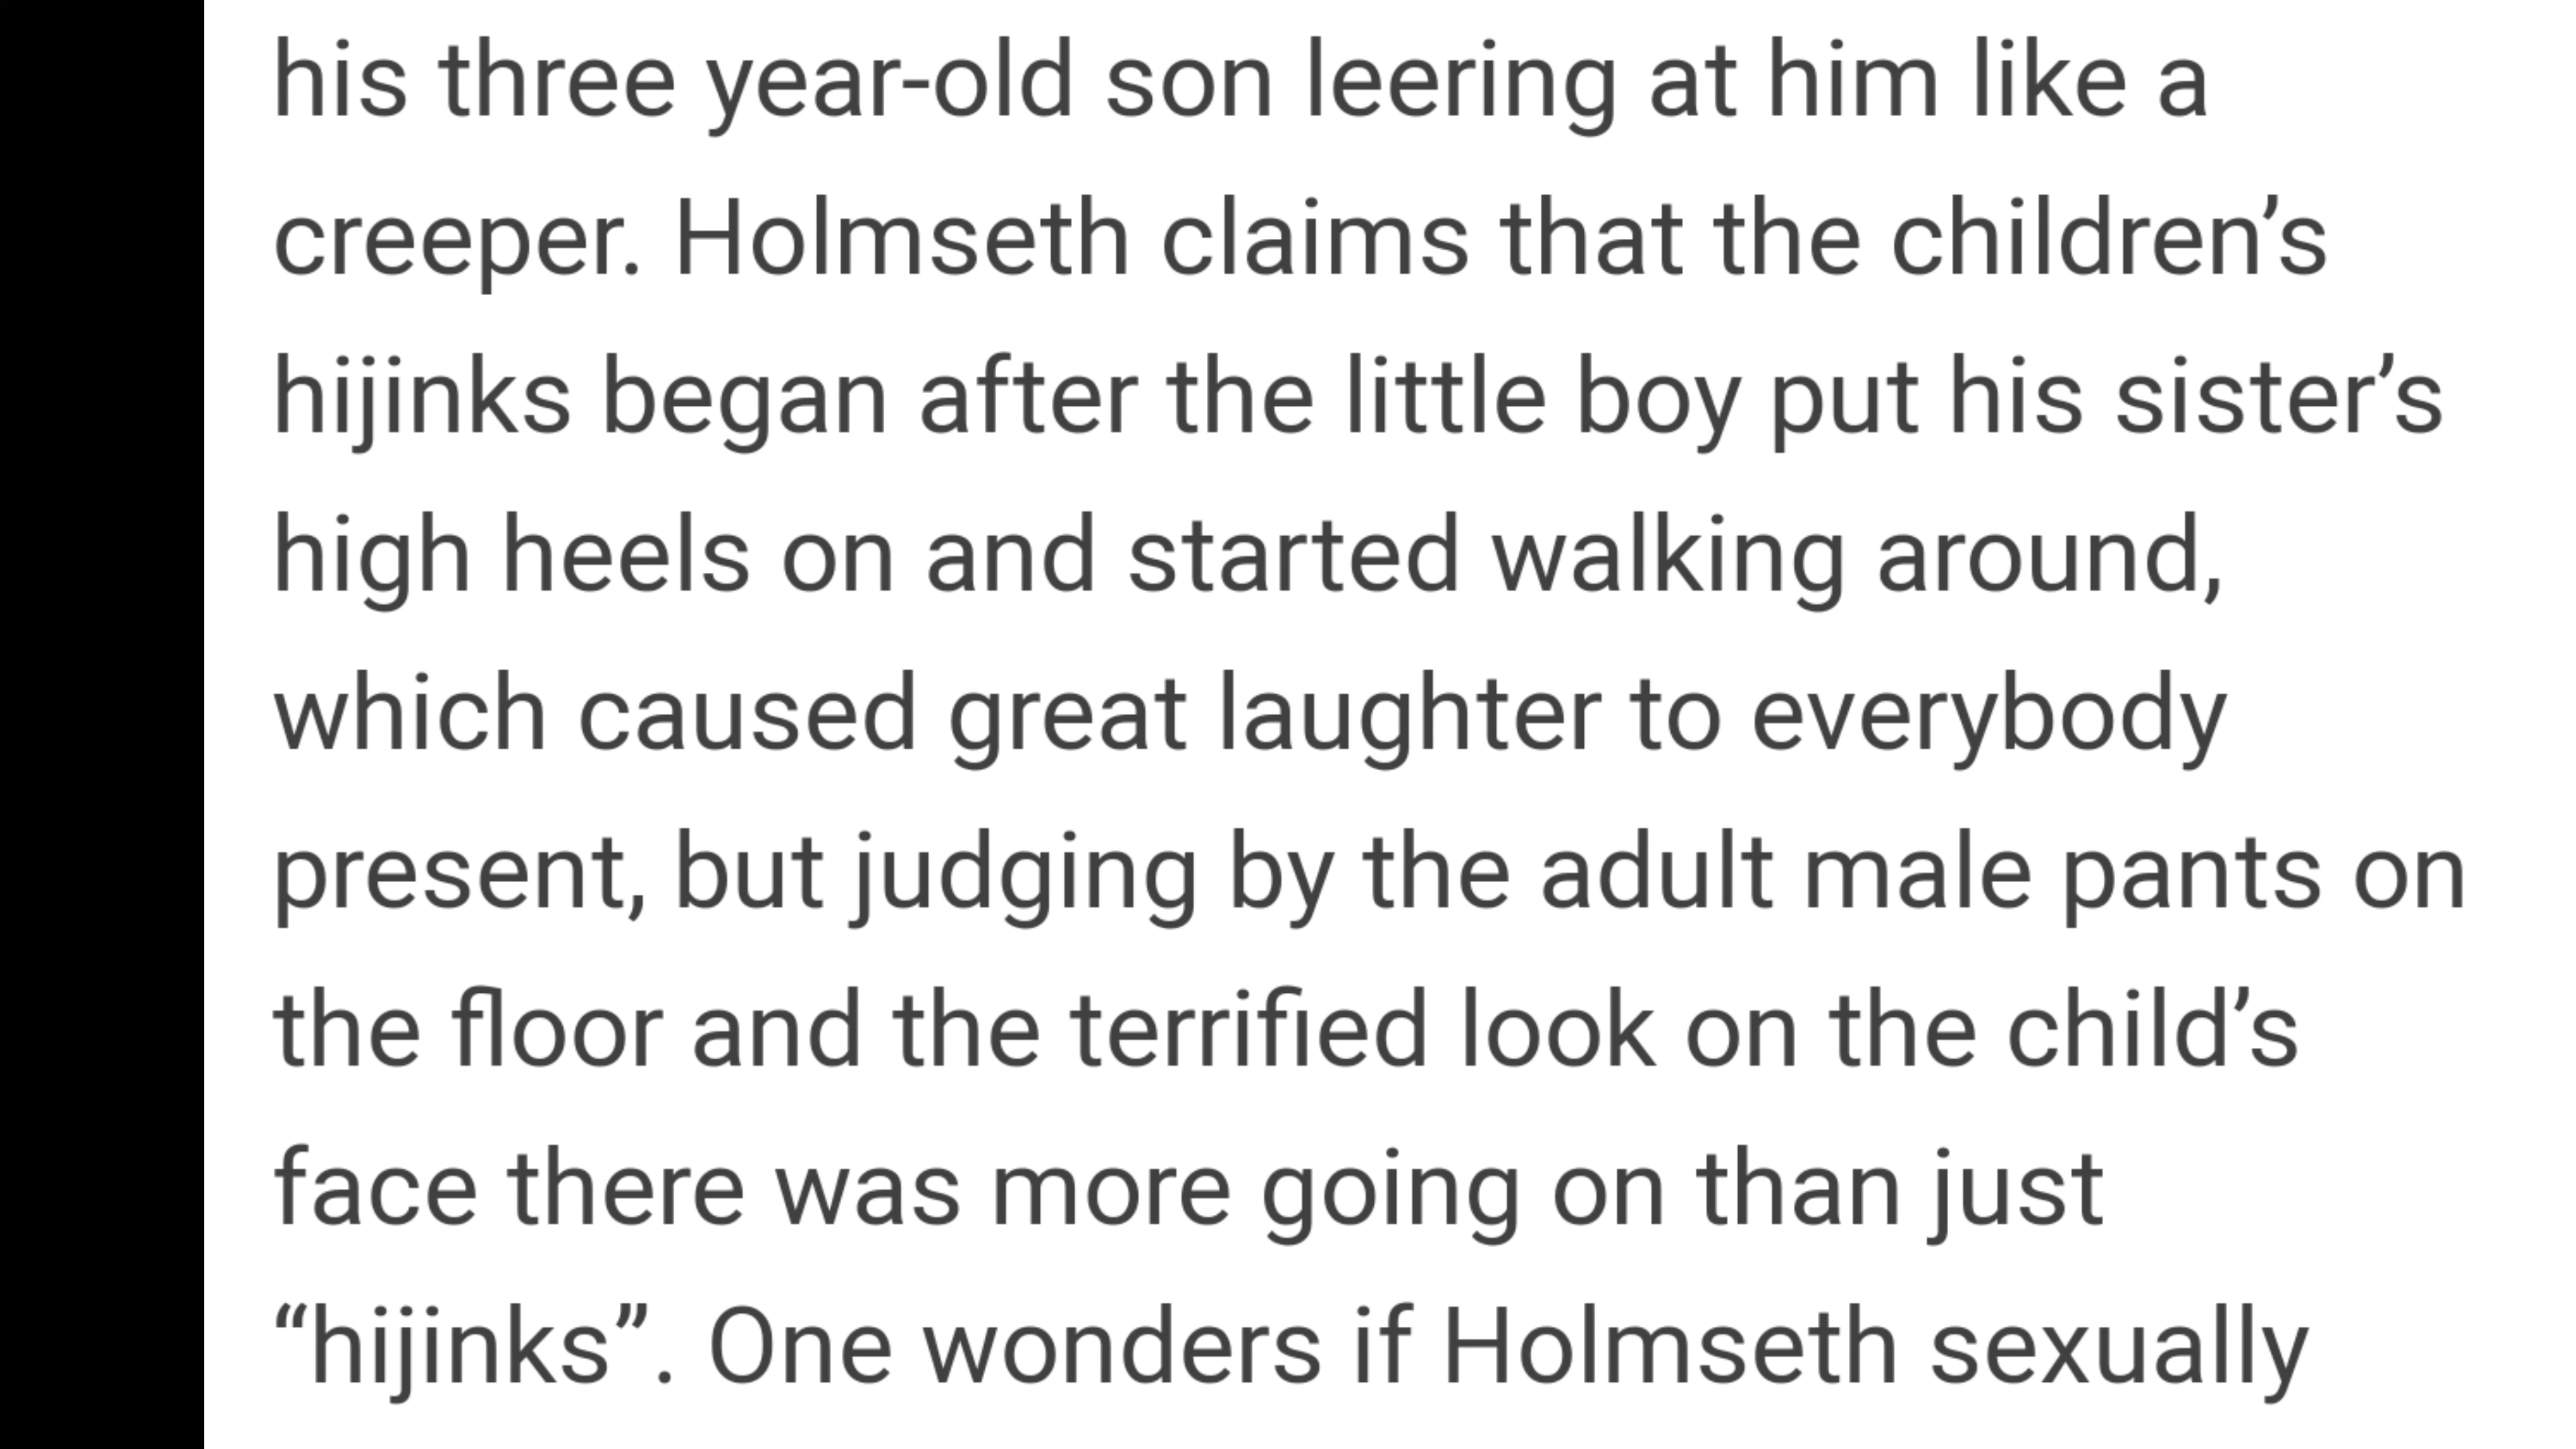 his three year-old son leering at him like a
creeper. Holmseth claims that the children’s
hijinks began after the little boy put his sister’s
high heels on and started walking around,
which caused great laughter to everybody
present, but judging by the adult male pants on
the floor and the terrified look on the child’s
face there was more going on than just
“hijinks”. One wonders if Holmseth sexually